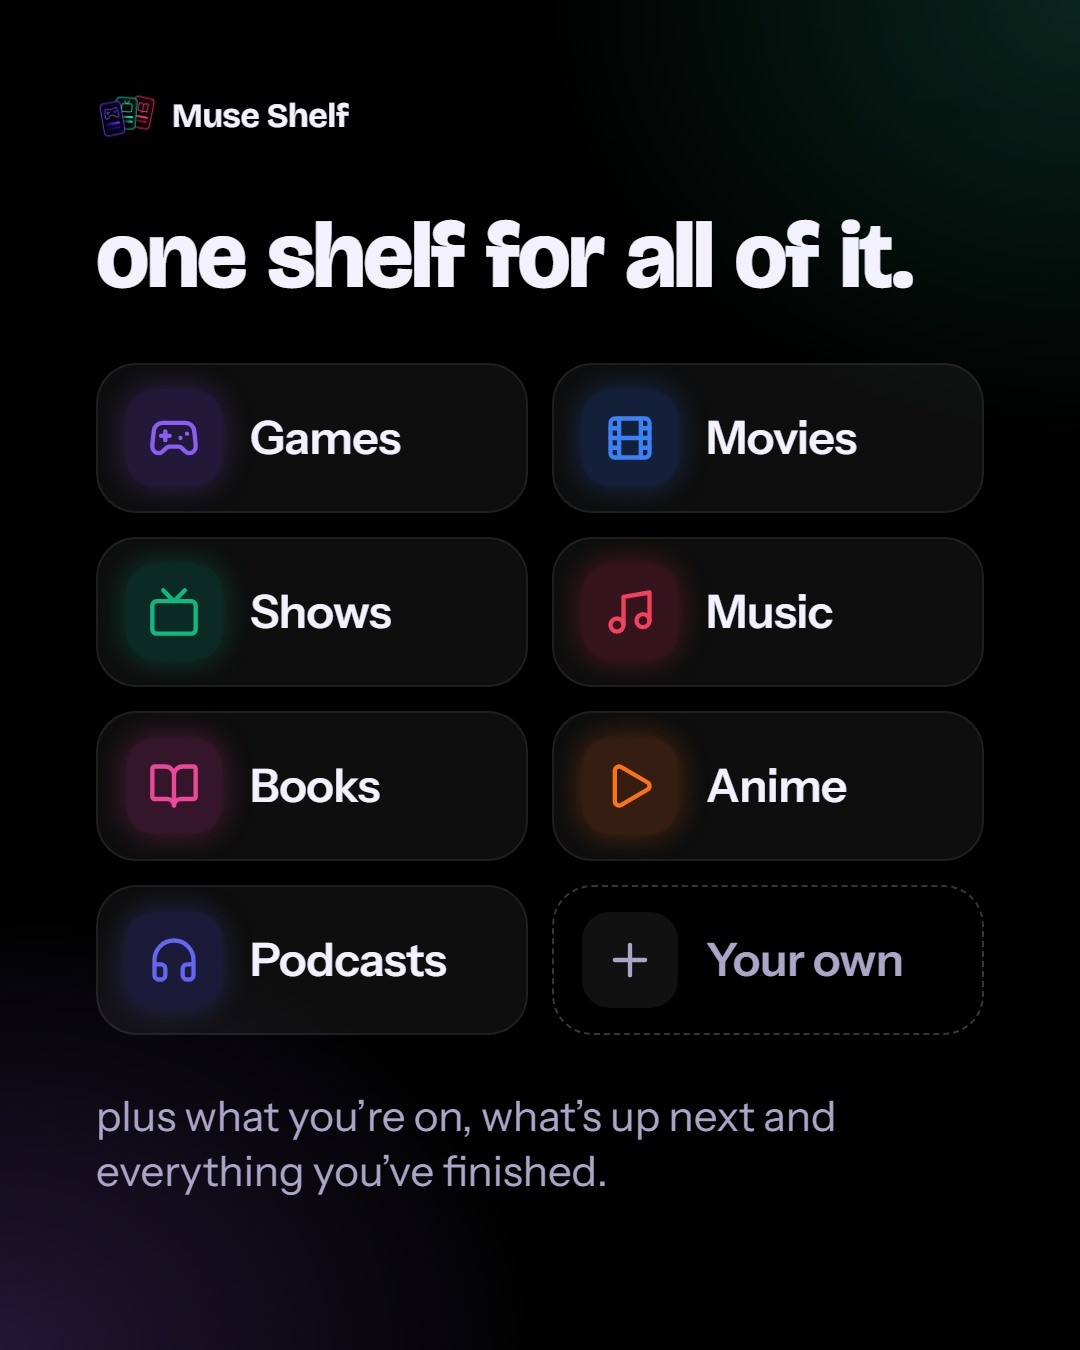 Muse Shelf
one shelf for all of it.
Games
Movies
Shows
Music
Books
Anime
Podcasts
Your own
plus what you’re on, what’s up next and
everything you’ve finished.